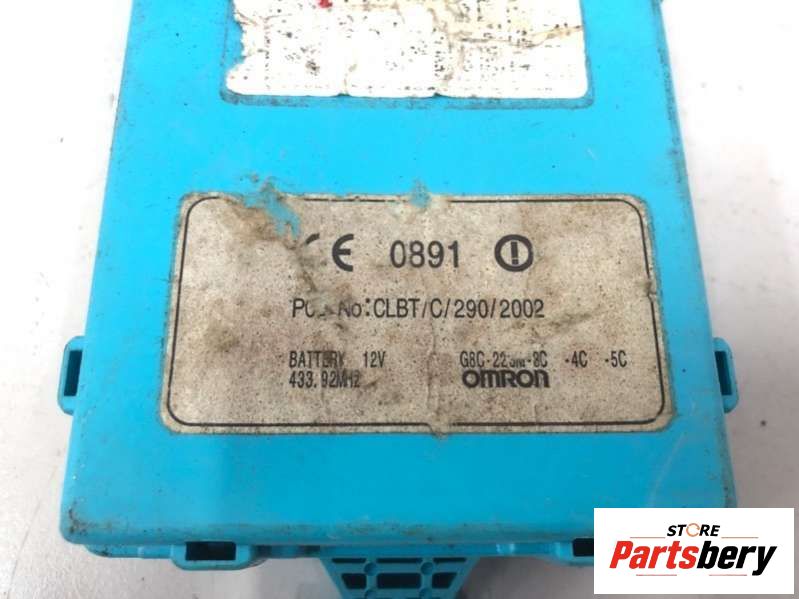 CE 0891
No:CLBT/C/290/2002
BATTERY 12V
433.92MHz
-4C -5C
OMRON
STORE
Partsbery